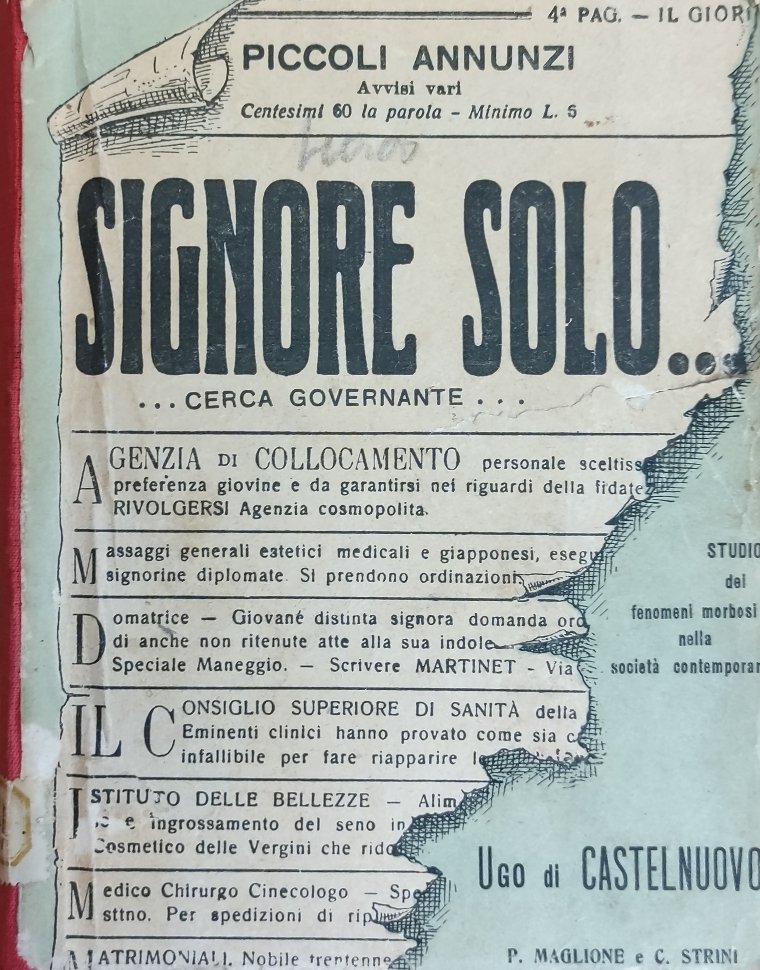 4ª PAG. — IL GIOR
PICCOLI ANNUNZI
Avvisi vari
Centesimi 60 la parola - Minimo L. 5
SIGNORE SOLO...
...CERCA GOVERNANTE...
AGENZIA DI COLLOCAMENTO personale sceltiss
preferenza giovine e da garantirsi nei riguardi della fidate
RIVOLGERSI Agenzia cosmopolita.
Massaggi generali estetici medicali e giapponesi, esegu
signorine diplomate. Si prendono ordinazioni
Domatrice — Giovane distinta signora domanda ord
di anche non ritenute atte alla sua indole
Speciale Maneggio. — Scrivere MARTINET - Via
IL CONSIGLIO SUPERIORE DI SANITÀ della
Eminenti clinici hanno provato come sia c
infallibile per fare riapparire
ISTITUTO DELLE BELLEZZE — Alim
e ingrossamento del seno in
Cosmetico delle Vergini che rido
Medico Chirurgo Cinecologo — Spe
sttno. Per spedizioni di rip
MATRIMONIALI. Nobile trentenne
STUDIO
dei
fenomeni morbosi
nella
società contemporan
UGO di CASTELNUOVO
P. MAGLIONE e C. STRINI